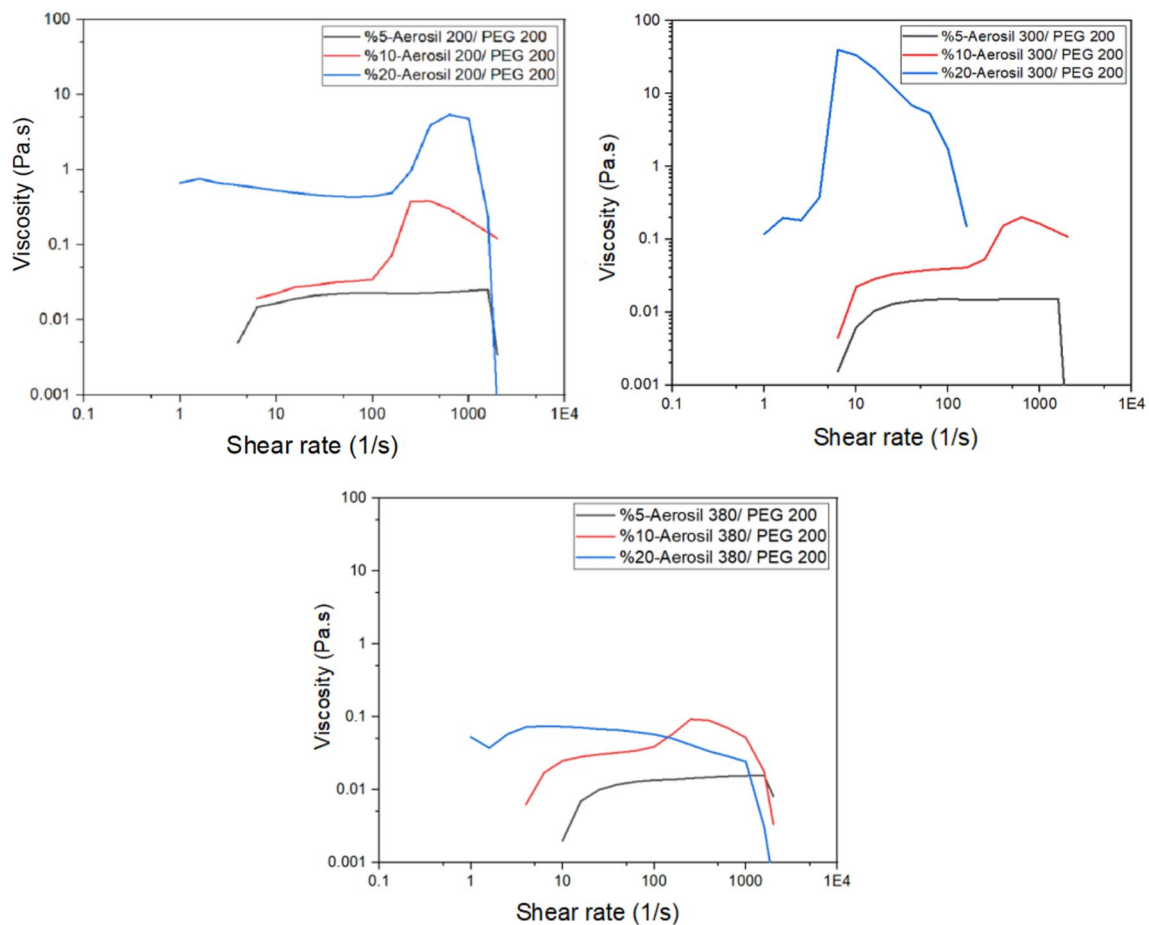 100
10
1
0.1
0.01
0.001
Viscosity (Pa.s)
%5-Aerosil 200/ PEG 200
%10-Aerosil 200/ PEG 200
%20-Aerosil 200/ PEG 200
0.1 1 10 100 1000 1E4
Shear rate (1/s)
100
10
1
0.1
0.01
0.001
Viscosity (Pa.s)
%5-Aerosil 300/ PEG 200
%10-Aerosil 300/ PEG 200
%20-Aerosil 300/ PEG 200
0.1 1 10 100 1000 1E4
Shear rate (1/s)
100
10
1
0.1
0.01
0.001
Viscosity (Pa.s)
%5-Aerosil 380/ PEG 200
%10-Aerosil 380/ PEG 200
%20-Aerosil 380/ PEG 200
0.1 1 10 100 1000 1E4
Shear rate (1/s)